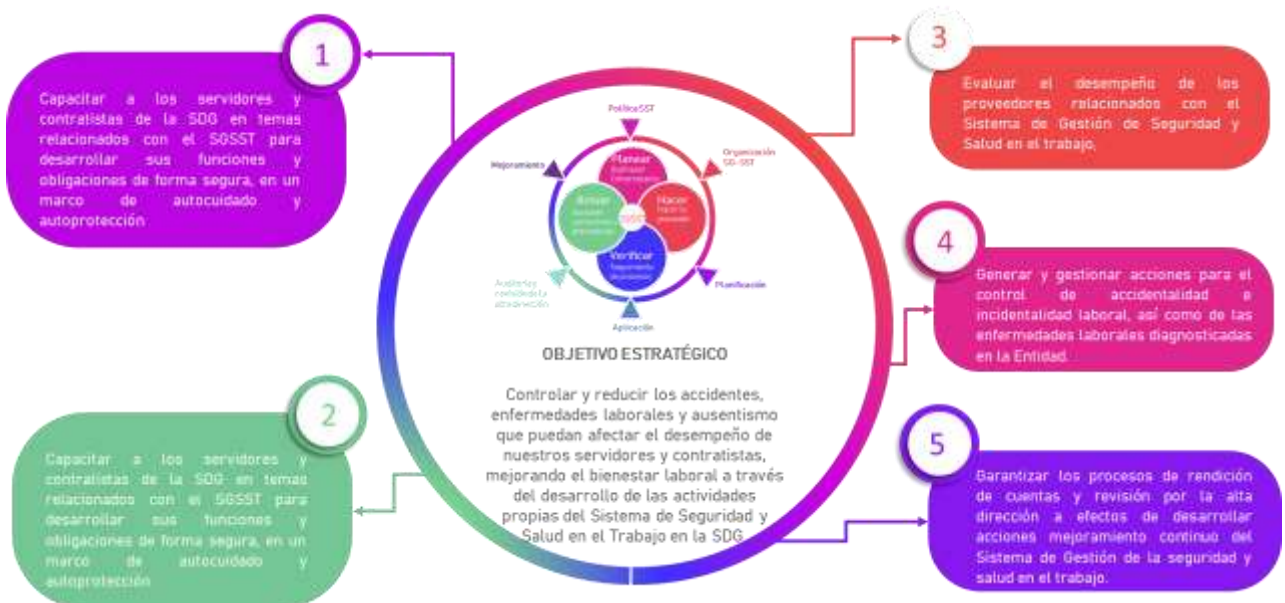 1
Capacitar a los servidores y
contratistas de la SDG en temas
relacionados con el SGSST para
desarrollar sus funciones y
obligaciones de forma segura, en un
marco de autocuidado y
autoprotección
2
Capacitar a los servidores y
contratistas de la SDG en temas
relacionados con el SGSST para
desarrollar sus funciones y
obligaciones de forma segura, en un
marco de autocuidado y
autoprotección
Política SST
Mejoramiento
Organización
SG-SST
Planear
Hacer
Actuar
Verificar
Auditoría y
revisión de la
alta dirección
Planificación
Aplicación
OBJETIVO ESTRATÉGICO
Controlar y reducir los accidentes,
enfermedades laborales y ausentismo
que puedan afectar el desempeño de
nuestros servidores y contratistas,
mejorando el bienestar laboral a través
del desarrollo de las actividades
propias del Sistema de Seguridad y
Salud en el Trabajo en la SDG
3
Evaluar el desempeño de los
proveedores relacionados con el
Sistema de Gestión de Seguridad y
Salud en el trabajo,
4
Generar y gestionar acciones para el
control de accidentalidad e
incidentalidad laboral, así como de las
enfermedades laborales diagnosticadas
en la Entidad.
5
Garantizar los procesos de rendición
de cuentas y revisión por la alta
dirección a efectos de desarrollar
acciones mejoramiento continuo del
Sistema de Gestión de la seguridad y
salud en el trabajo.